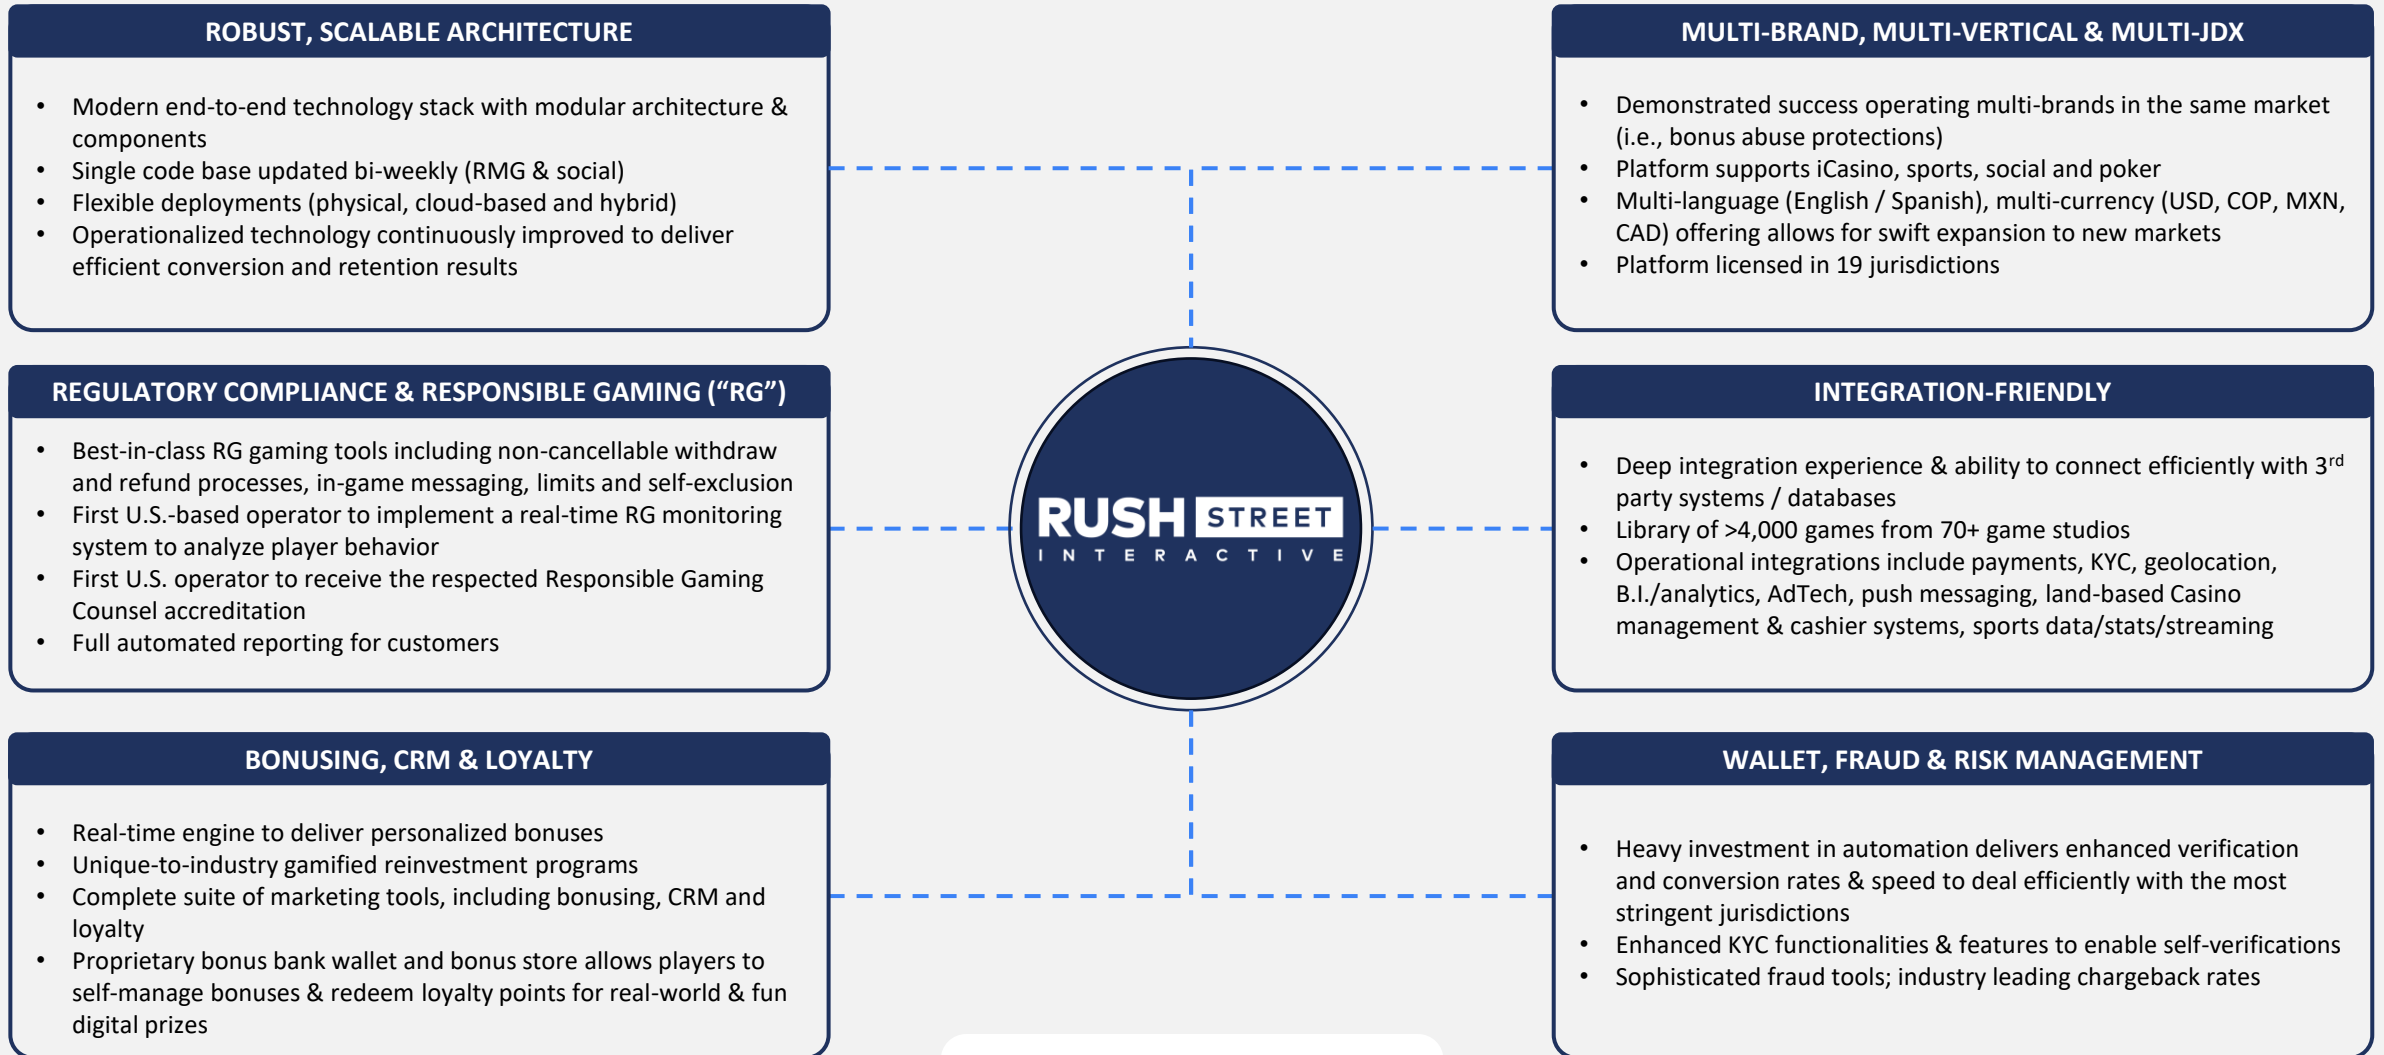 ROBUST, SCALABLE ARCHITECTURE
• Modern end-to-end technology stack with modular architecture &
components
• Single code base updated bi-weekly (RMG & social)
• Flexible deployments (physical, cloud-based and hybrid)
• Operationalized technology continuously improved to deliver
efficient conversion and retention results
MULTI-BRAND, MULTI-VERTICAL & MULTI-JDX
• Demonstrated success operating multi-brands in the same market
(i.e., bonus abuse protections)
• Platform supports iCasino, sports, social and poker
• Multi-language (English / Spanish), multi-currency (USD, COP, MXN,
CAD) offering allows for swift expansion to new markets
• Platform licensed in 19 jurisdictions
REGULATORY COMPLIANCE & RESPONSIBLE GAMING (“RG”)
• Best-in-class RG gaming tools including non-cancellable withdraw
and refund processes, in-game messaging, limits and self-exclusion
• First U.S.-based operator to implement a real-time RG monitoring
system to analyze player behavior
• First U.S. operator to receive the respected Responsible Gaming
Counsel accreditation
• Full automated reporting for customers
RUSH STREET
INTERACTIVE
INTEGRATION-FRIENDLY
• Deep integration experience & ability to connect efficiently with 3rd
party systems / databases
• Library of >4,000 games from 70+ game studios
• Operational integrations include payments, KYC, geolocation,
B.I./analytics, AdTech, push messaging, land-based Casino
management & cashier systems, sports data/stats/streaming
BONUSING, CRM & LOYALTY
• Real-time engine to deliver personalized bonuses
• Unique-to-industry gamified reinvestment programs
• Complete suite of marketing tools, including bonusing, CRM and
loyalty
• Proprietary bonus bank wallet and bonus store allows players to
self-manage bonuses & redeem loyalty points for real-world & fun
digital prizes
WALLET, FRAUD & RISK MANAGEMENT
• Heavy investment in automation delivers enhanced verification
and conversion rates & speed to deal efficiently with the most
stringent jurisdictions
• Enhanced KYC functionalities & features to enable self-verifications
• Sophisticated fraud tools; industry leading chargeback rates